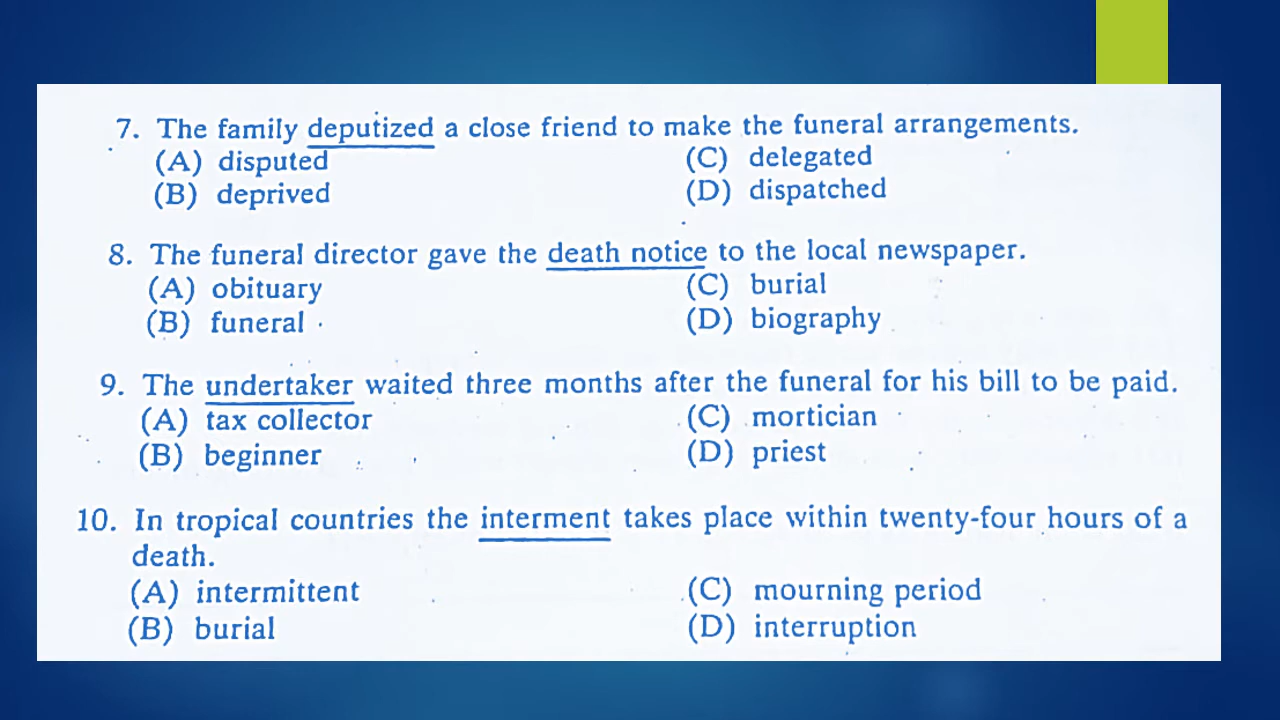 7. The family deputized a close friend to make the funeral arrangements.
(A) disputed (C) delegated
(B) deprived (D) dispatched
8. The funeral director gave the death notice to the local newspaper.
(A) obituary (C) burial
(B) funeral (D) biography
9. The undertaker waited three months after the funeral for his bill to be paid.
(A) tax collector (C) mortician
(B) beginner (D) priest
10. In tropical countries the interment takes place within twenty-four hours of a
death.
(A) intermittent (C) mourning period
(B) burial (D) interruption